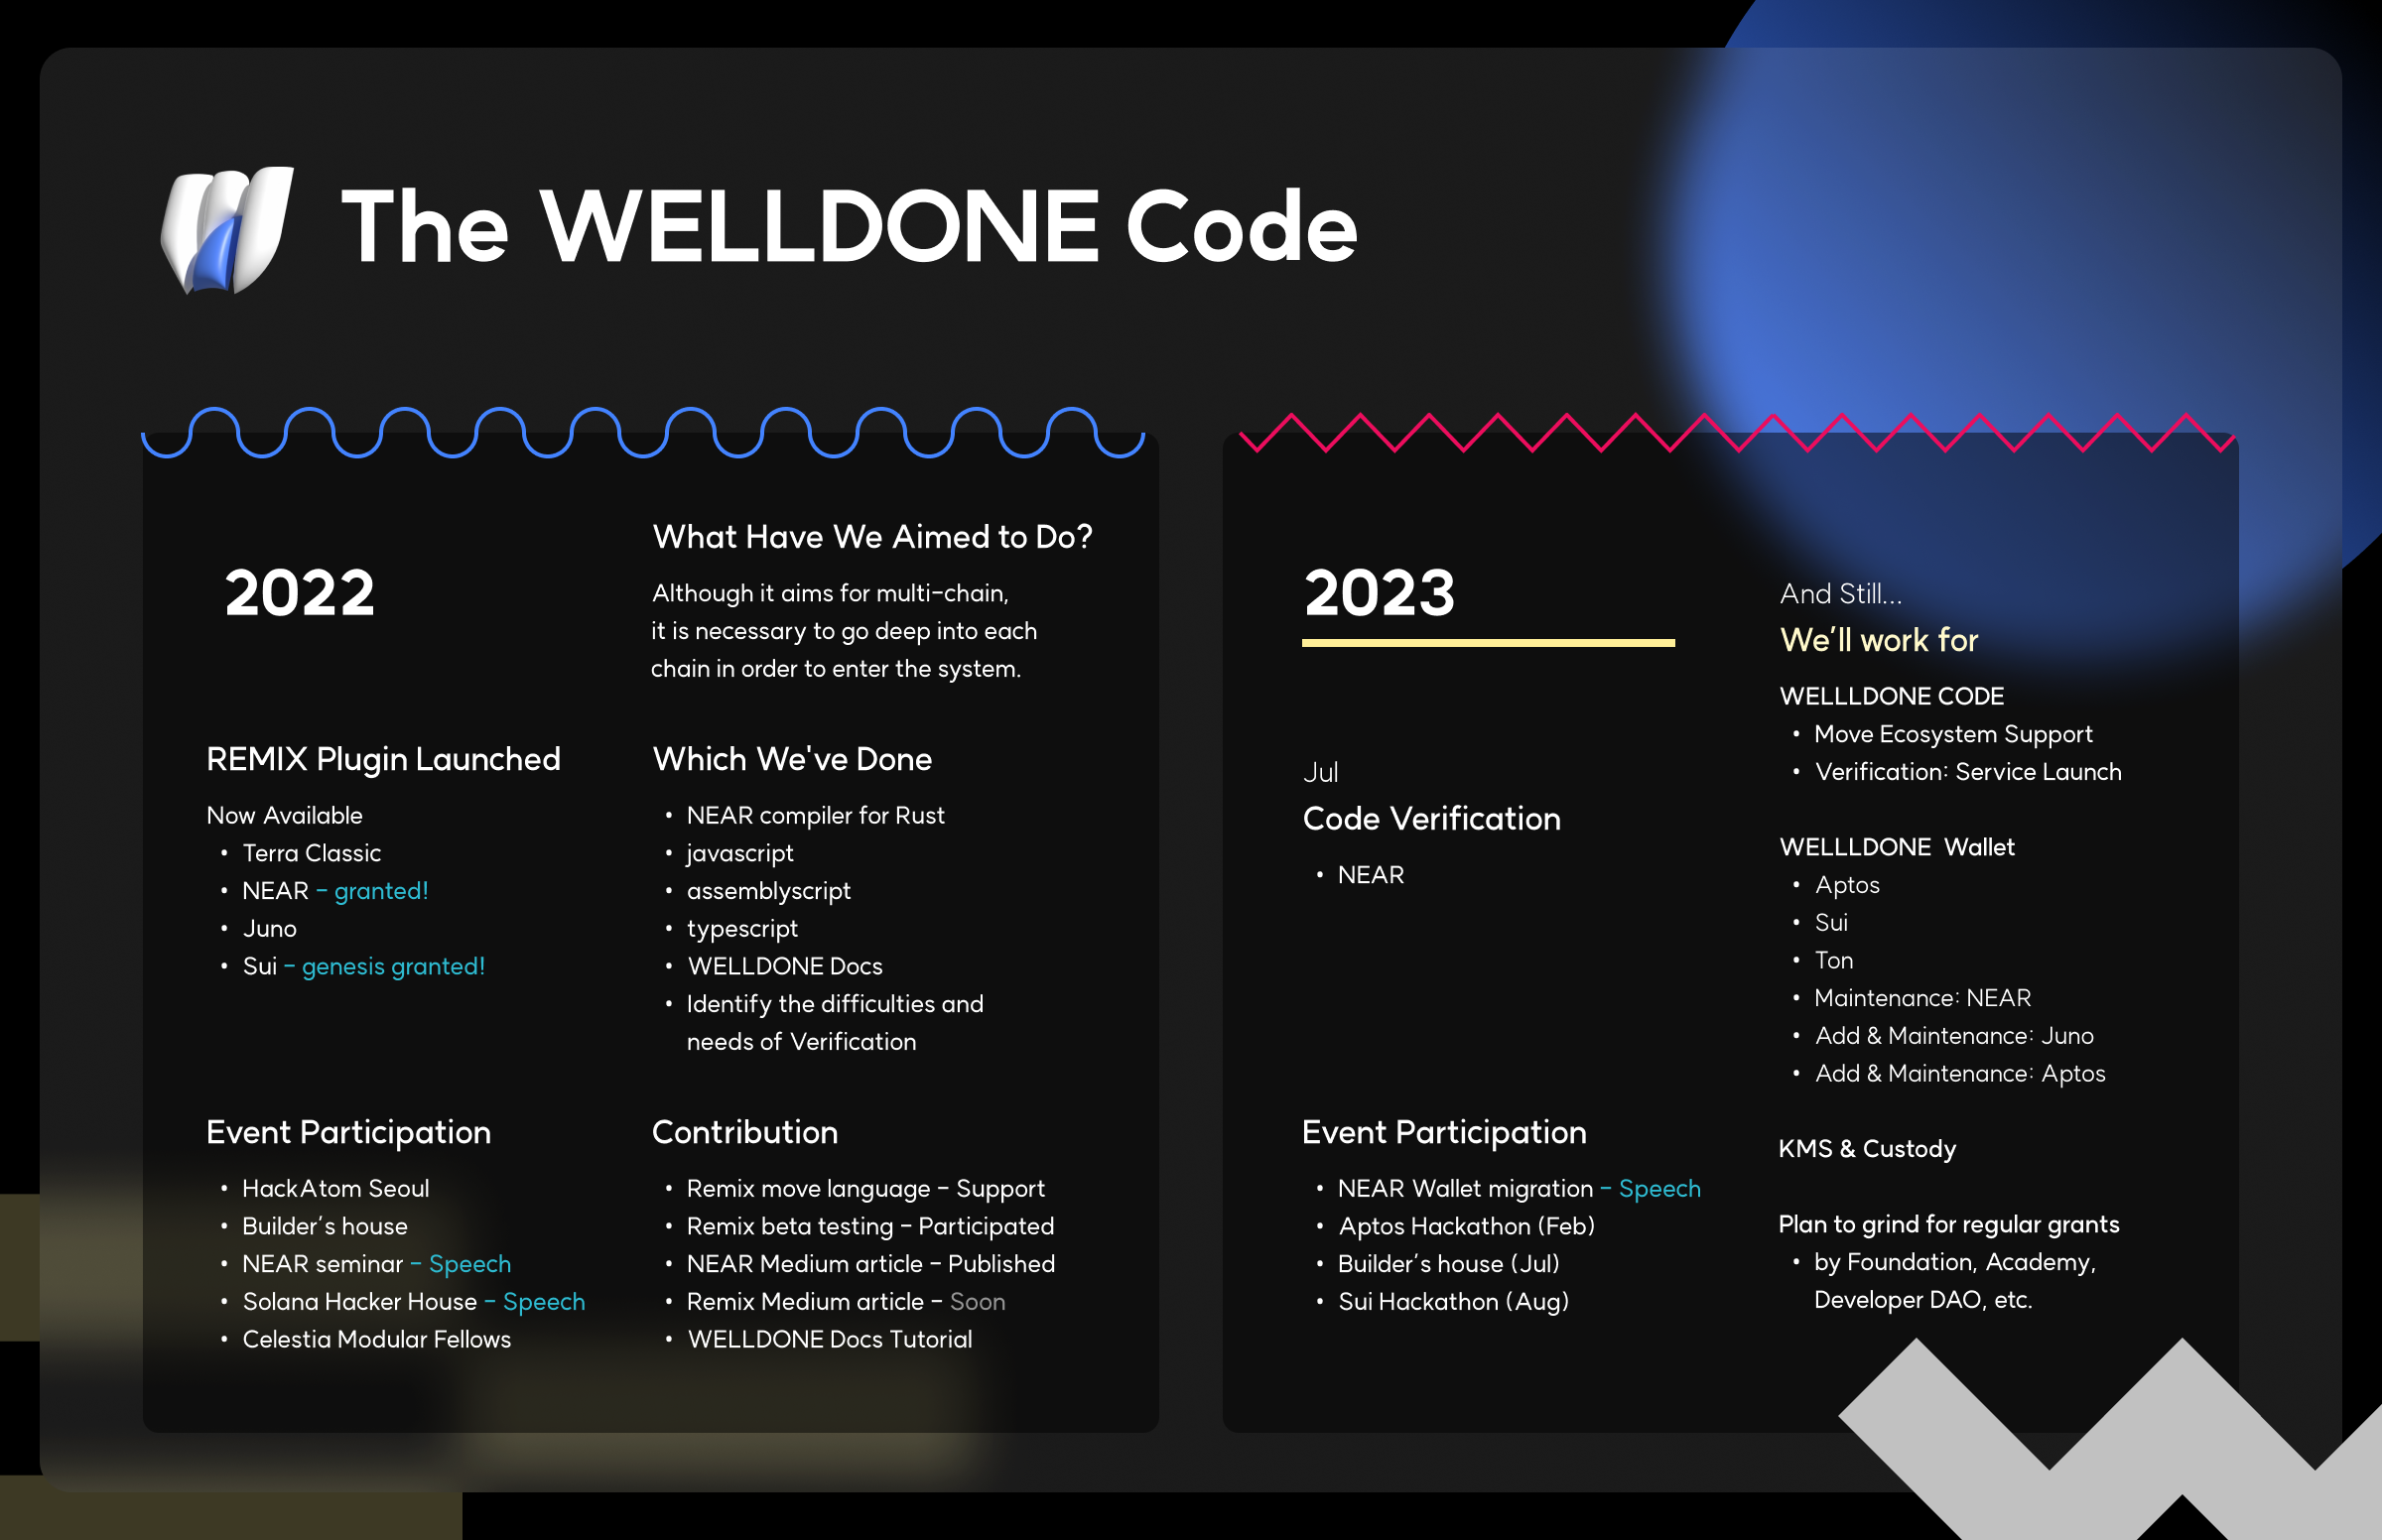 The WELLDONE Code
2022
REMIX Plugin Launched
Now Available
• Terra Classic
• NEAR - granted!
• Juno
• Sui - genesis granted!
Event Participation
• HackAtom Seoul
• Builder's house
• NEAR seminar - Speech
• Solana Hacker House - Speech
• Celestia Modular Fellows
What Have We Aimed to Do?
Although it aims for multi-chain,
it is necessary to go deep into each
chain in order to enter the system.
Which We've Done
• NEAR compiler for Rust
• javascript
• assemblyscript
• typescript
• WELLDONE Docs
• Identify the difficulties and
needs of Verification
Contribution
• Remix move language - Support
• Remix beta testing - Participated
• NEAR Medium article - Published
• Remix Medium article - Soon
• WELLDONE Docs Tutorial
2023
Jul
Code Verification
• NEAR
Event Participation
• NEAR Wallet migration - Speech
• Aptos Hackathon (Feb)
• Builder's house (Jul)
• Sui Hackathon (Aug)
And Still...
We'll work for
WELLLDONE CODE
• Move Ecosystem Support
• Verification: Service Launch
WELLLDONE Wallet
• Aptos
• Sui
• Ton
• Maintenance: NEAR
• Add & Maintenance: Juno
• Add & Maintenance: Aptos
KMS & Custody
Plan to grind for regular grants
• by Foundation, Academy,
Developer DAO, etc.